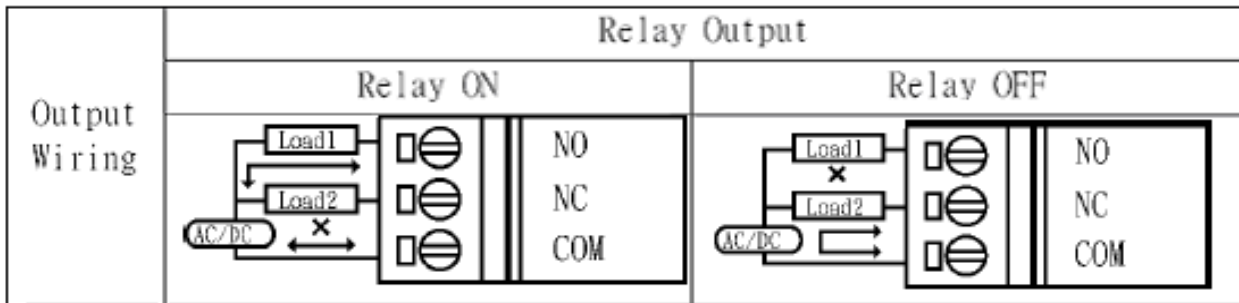 Relay Output
Output
Wiring
Relay ON
Relay OFF
Load1
NO
Load2
NC
AC/DC
COM
Load1
NO
Load2
NC
AC/DC
COM